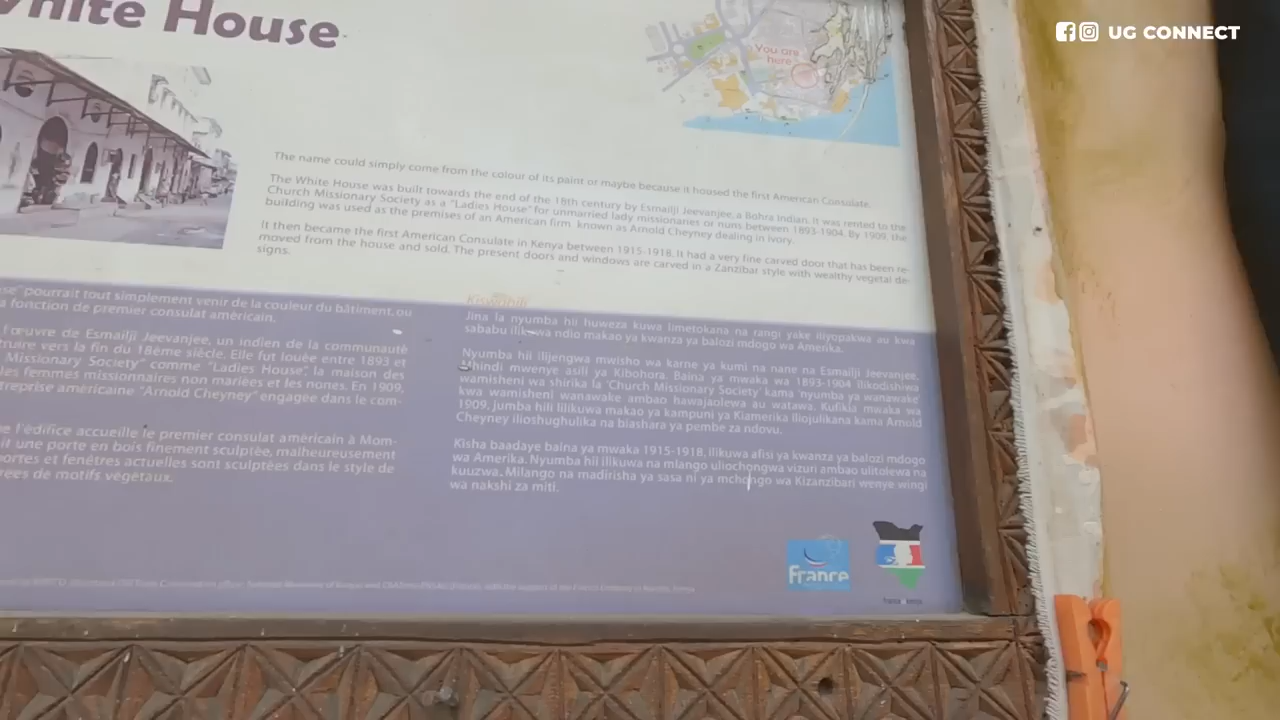 UG CONNECT
White House
You are
here
The name could simply come from the colour of its paint or maybe because it housed the first American Consulate.
The White House was built towards the end of the 18th century by Esmailji Jeevanjee, a Bohra Indian. It was rented to the
Church Missionary Society as a "Ladies House" for unmarried lady missionaries or nuns between 1893-1904. By 1909, the
building was used as the premises of an American firm known as Arnold Cheyney dealing in ivory.
It then became the first American Consulate in Kenya between 1915-1918. It had a very fine carved door that has been re-
moved from the house and sold. The present doors and windows are carved in a Zanzibar style with wealthy vegetal de-
signs.
pourrait tout simplement venir de la couleur du bâtiment, ou
fonction de premier consulat américain.
l'œuvre de Esmailji Jeevanjee, un indien de la communauté
vers la fin du 18ème siècle. Elle fut louée entre 1893 et
Missionary Society" comme "Ladies House", la maison des
femmes missionnaires non mariées et les nones. En 1909,
américaine "Arnold Cheyney" engagée dans le com-
l'édifice accueille le premier consulat américain à Mom-
une porte en bois finement sculptée, malheureusement
portes et fenêtres actuelles sont sculptées dans le style de
de motifs végétaux.
Kiswahili
Jina la nyumba hii huweza kuwa limetokana na rangi yake iliyopakwa au kwa
sababu ilikuwa ndio makao ya kwanza ya balozi mdogo wa Amerika.
Nyumba hii ilijengwa mwisho wa karne ya kumi na nane na Esmailji Jeevanjee,
Mhindi mwenye asili ya Kibohora. Baina ya mwaka wa 1893-1904 ilikodishiwa
wamisheni wa shirika la 'Church Missionary Society' kama 'nyumba ya wanawake'
kwa wamisheni wanawake ambao hawajaolewa au watawa. Kufikia mwaka wa
1909, Jumba hili lilikuwa makao ya kampuni ya Kiamerika iliojulikana kama Arnold
Cheyney ilioshughulika na biashara ya pembe za ndovu.
Kisha baadaye baina ya mwaka 1915-1918, ilikuwa afisi ya kwanza ya balozi mdogo
wa Amerika. Nyumba hii ilikuwa na mlango uliochongwa vizuri ambao ulitolewa na
kuuzwa. Milango na madirisha ya sasa ni ya mchongo wa Kizanzibari wenye wingi
wa nakshi za miti.
france